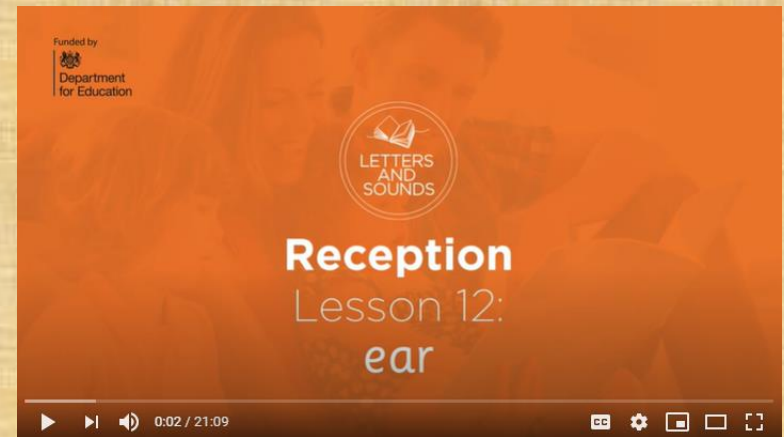 Funded by
Department
for Education
LETTERS
AND
SOUNDS
Reception
Lesson 12:
ear
0:02 / 21:09
CC